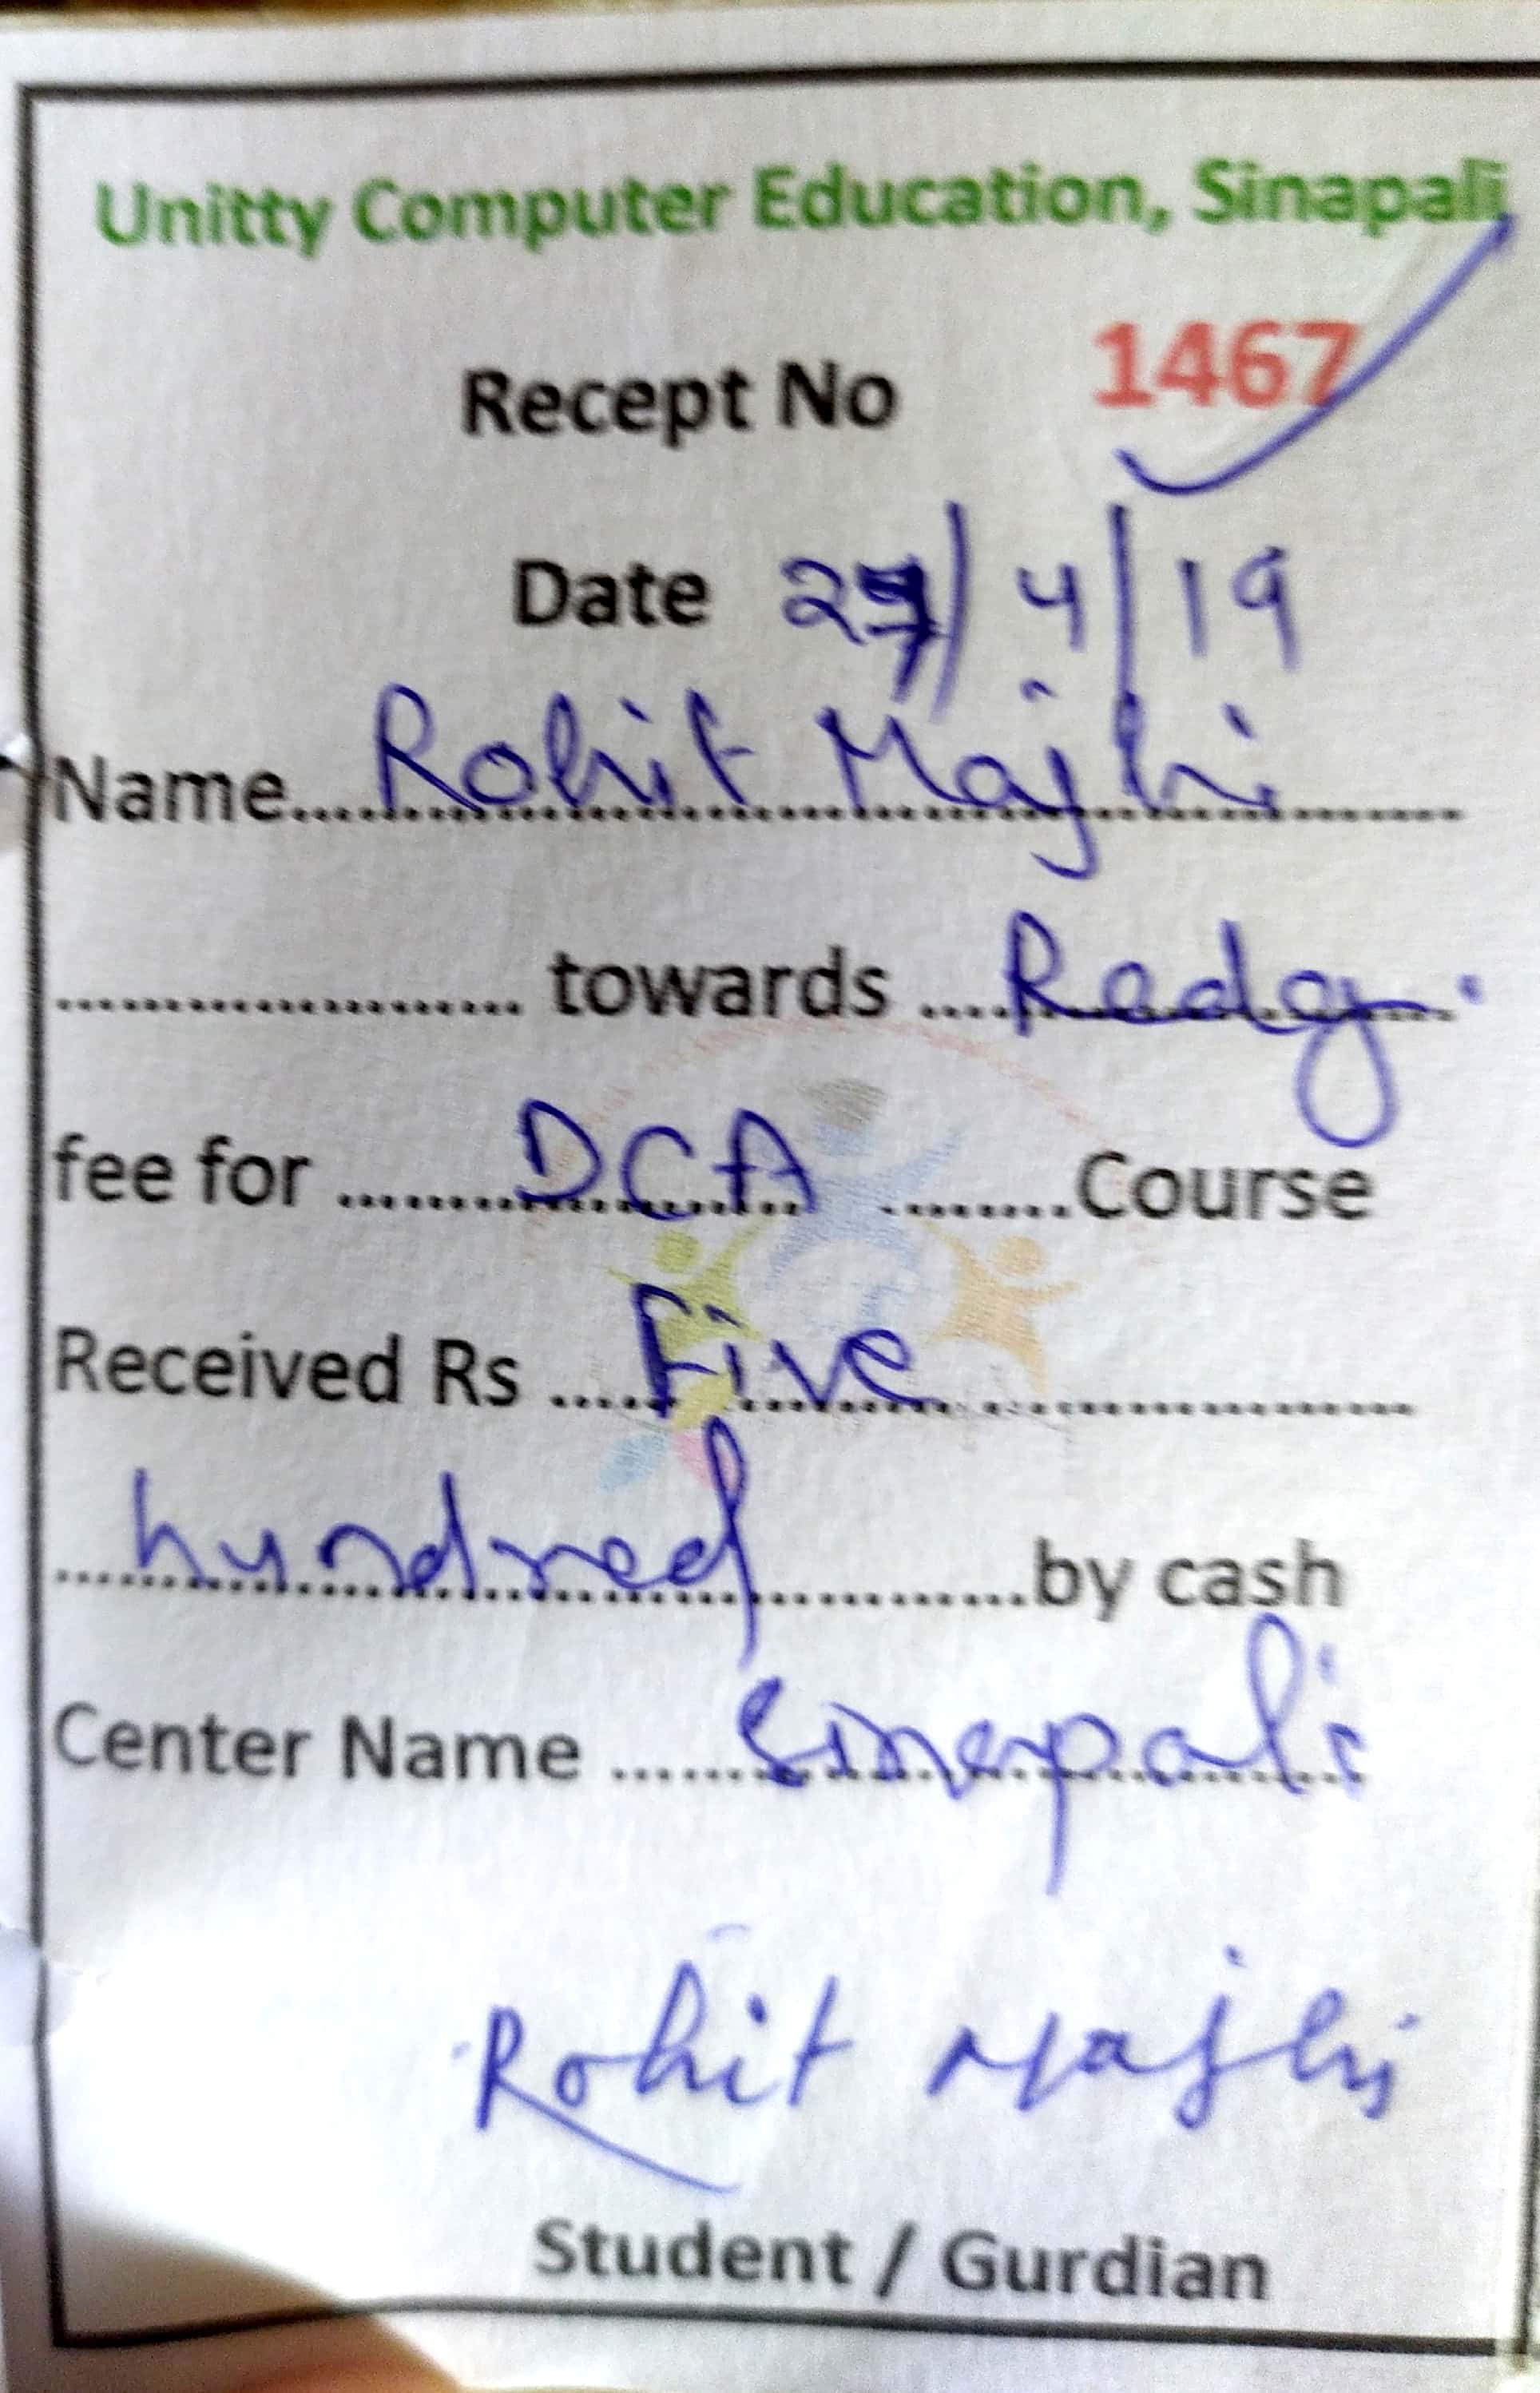 Unitty Computer Education, Sinapali
Recept No 1467
Date 27/4/19
Name....Rohit Majhi....
.................... towards ....Redg.
fee for ........DCA........Course
Received Rs .....Five................
....hundred............by cash
Center Name ......Sinapali
Rohit Majhi
Student / Gurdian